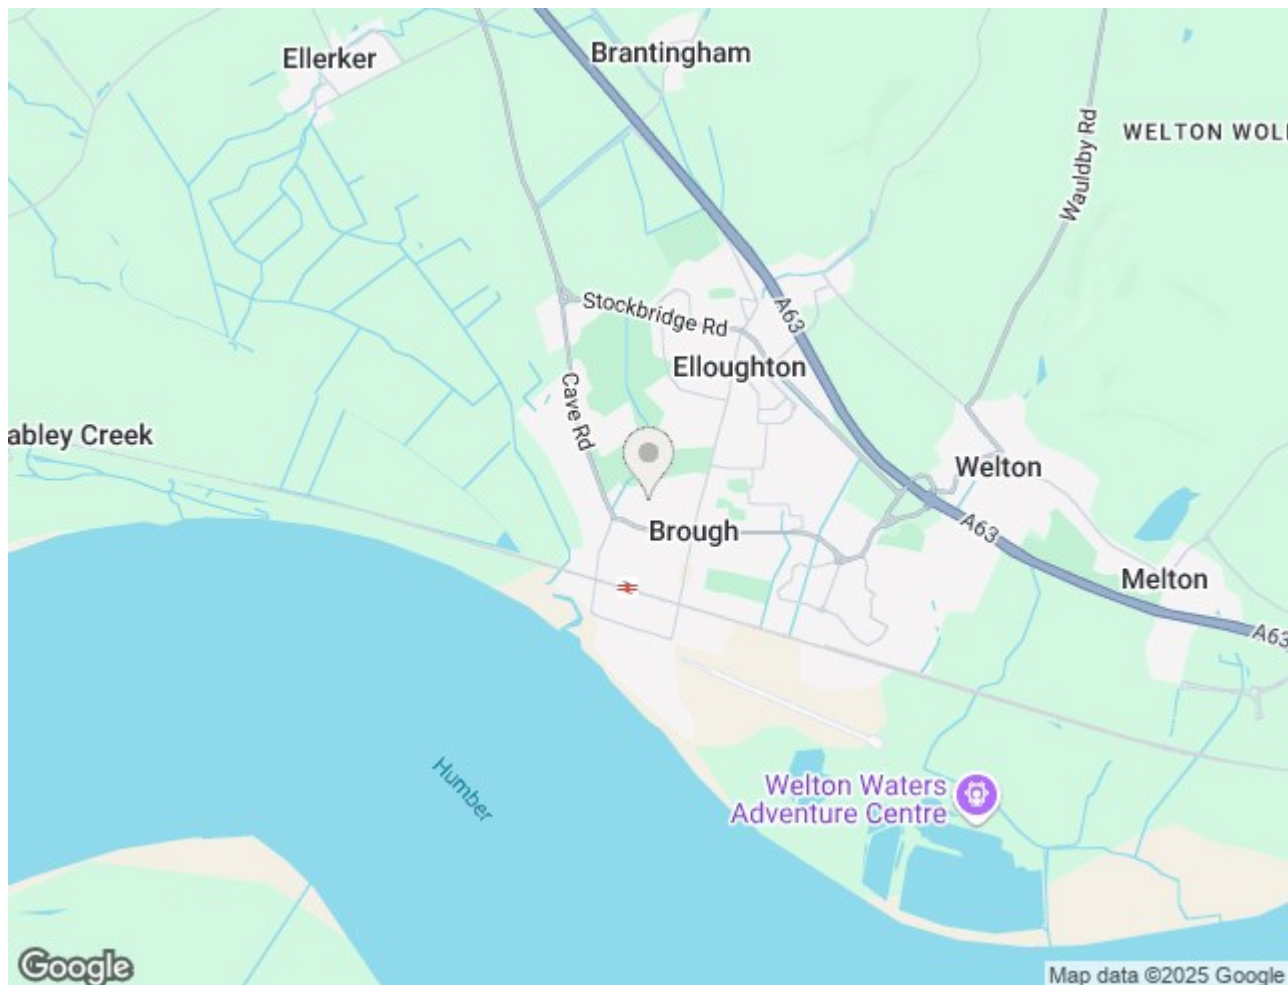 Ellerker
Brantingham
WELTON WOL
Wauldby Rd
Stockbridge Rd
A63
Elloughton
Cave Rd
abley Creek
Welton
Brough
A63
Melton
A63
Humber
Welton Waters
Adventure Centre
Google
Map data ©2025 Google